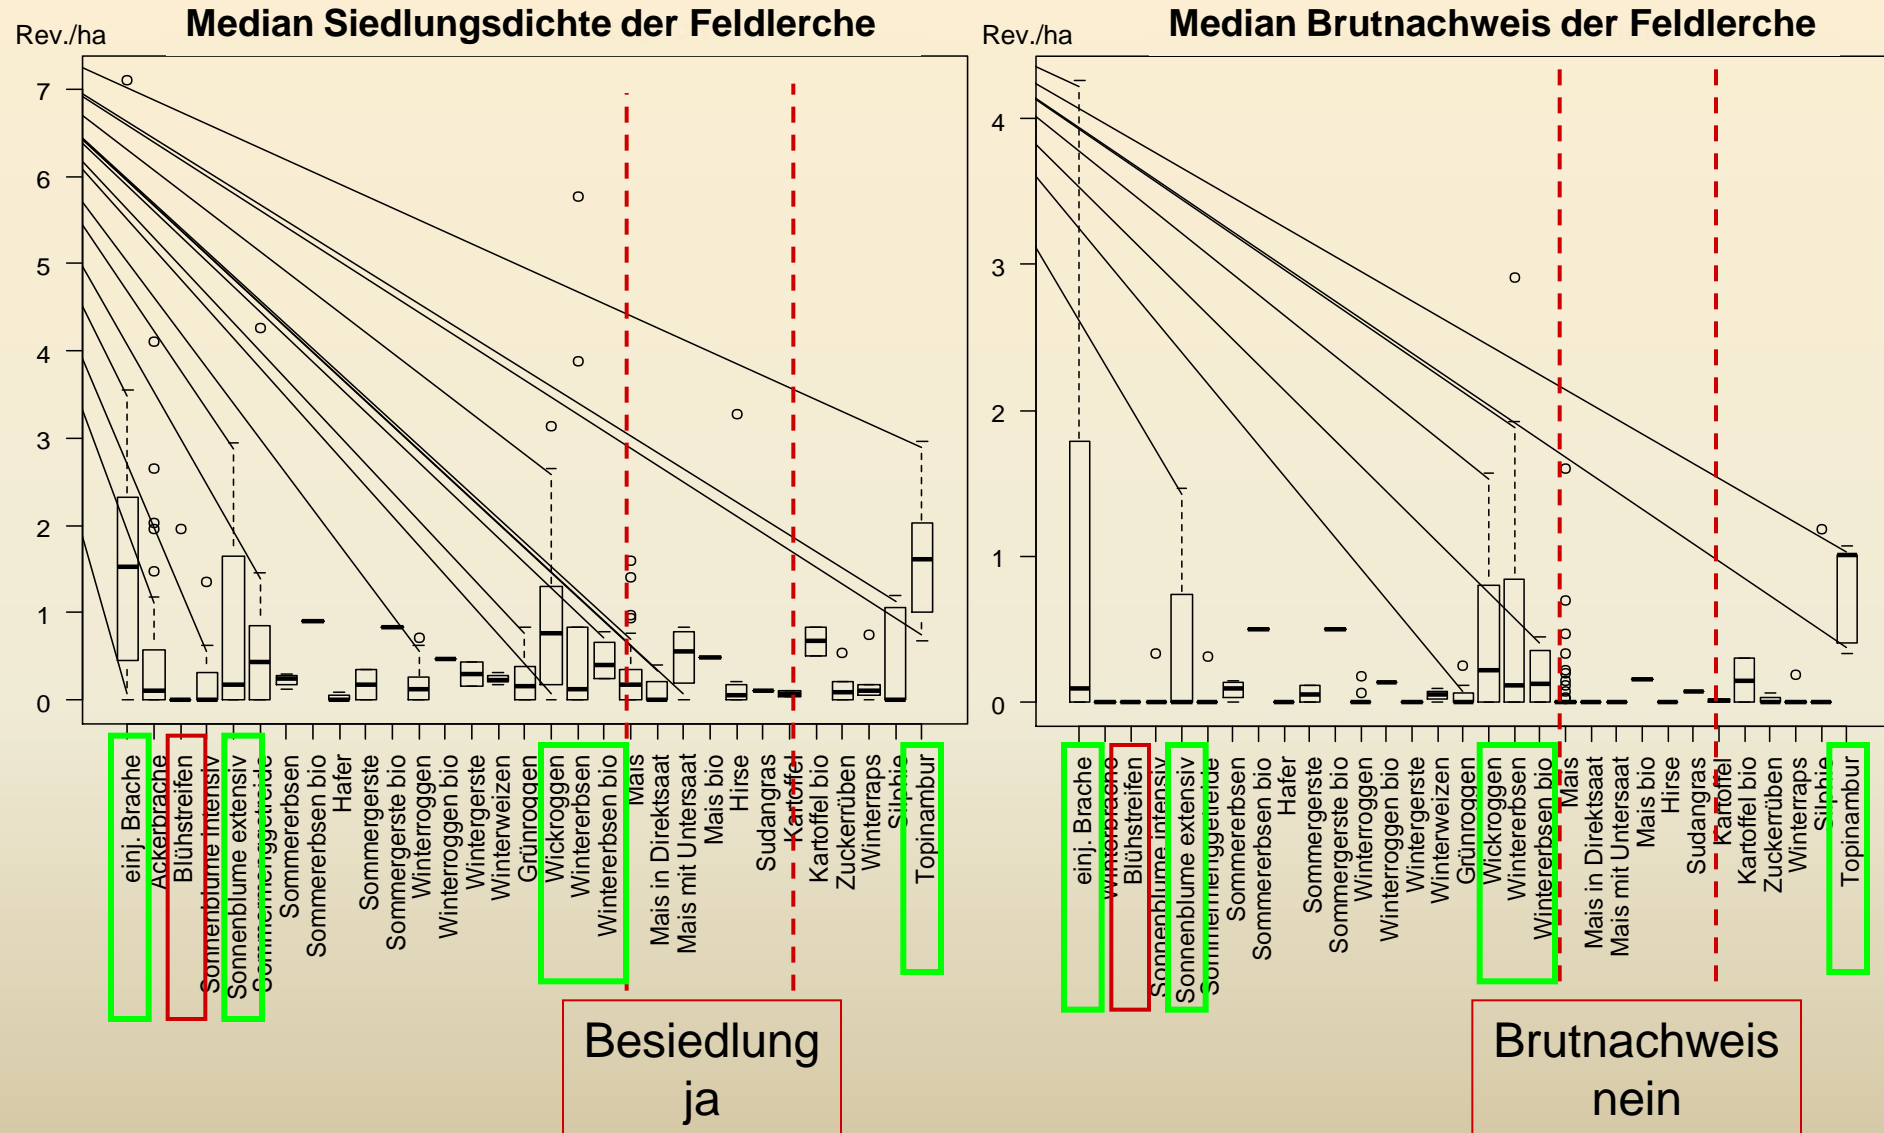 Median Siedlungsdichte der Feldlerche
Rev./ha
7
6
5
4
3
2
1
0
einj. Brache
Ackerbrache
Blühstreifen
Sonnenblume intensiv
Sonnenblume extensiv
Sommermenggetreide
Sommererbsen
Sommererbsen bio
Hafer
Sommergerste
Sommergerste bio
Winterroggen
Winterroggen bio
Wintergerste
Winterweizen
Grünroggen
Wickroggen
Wintererbsen
Wintererbsen bio
Mais
Mais in Direktsaat
Mais mit Untersaat
Mais bio
Hirse
Sudangras
Kartoffel
Kartoffel bio
Zuckerrüben
Winterraps
Silphie
Topinambur
Besiedlung
ja
Median Brutnachweis der Feldlerche
Rev./ha
4
3
2
1
0
einj. Brache
Blühstreifen
Sonnenblume intensiv
Sonnenblume extensiv
Sommermenggetreide
Sommererbsen
Sommererbsen bio
Hafer
Sommergerste
Sommergerste bio
Winterroggen
Winterroggen bio
Wintergerste
Winterweizen
Grünroggen
Wickroggen
Wintererbsen
Wintererbsen bio
Mais
Mais in Direktsaat
Mais mit Untersaat
Mais bio
Hirse
Sudangras
Kartoffel
Kartoffel bio
Zuckerrüben
Winterraps
Silphie
Topinambur
Brutnachweis
nein